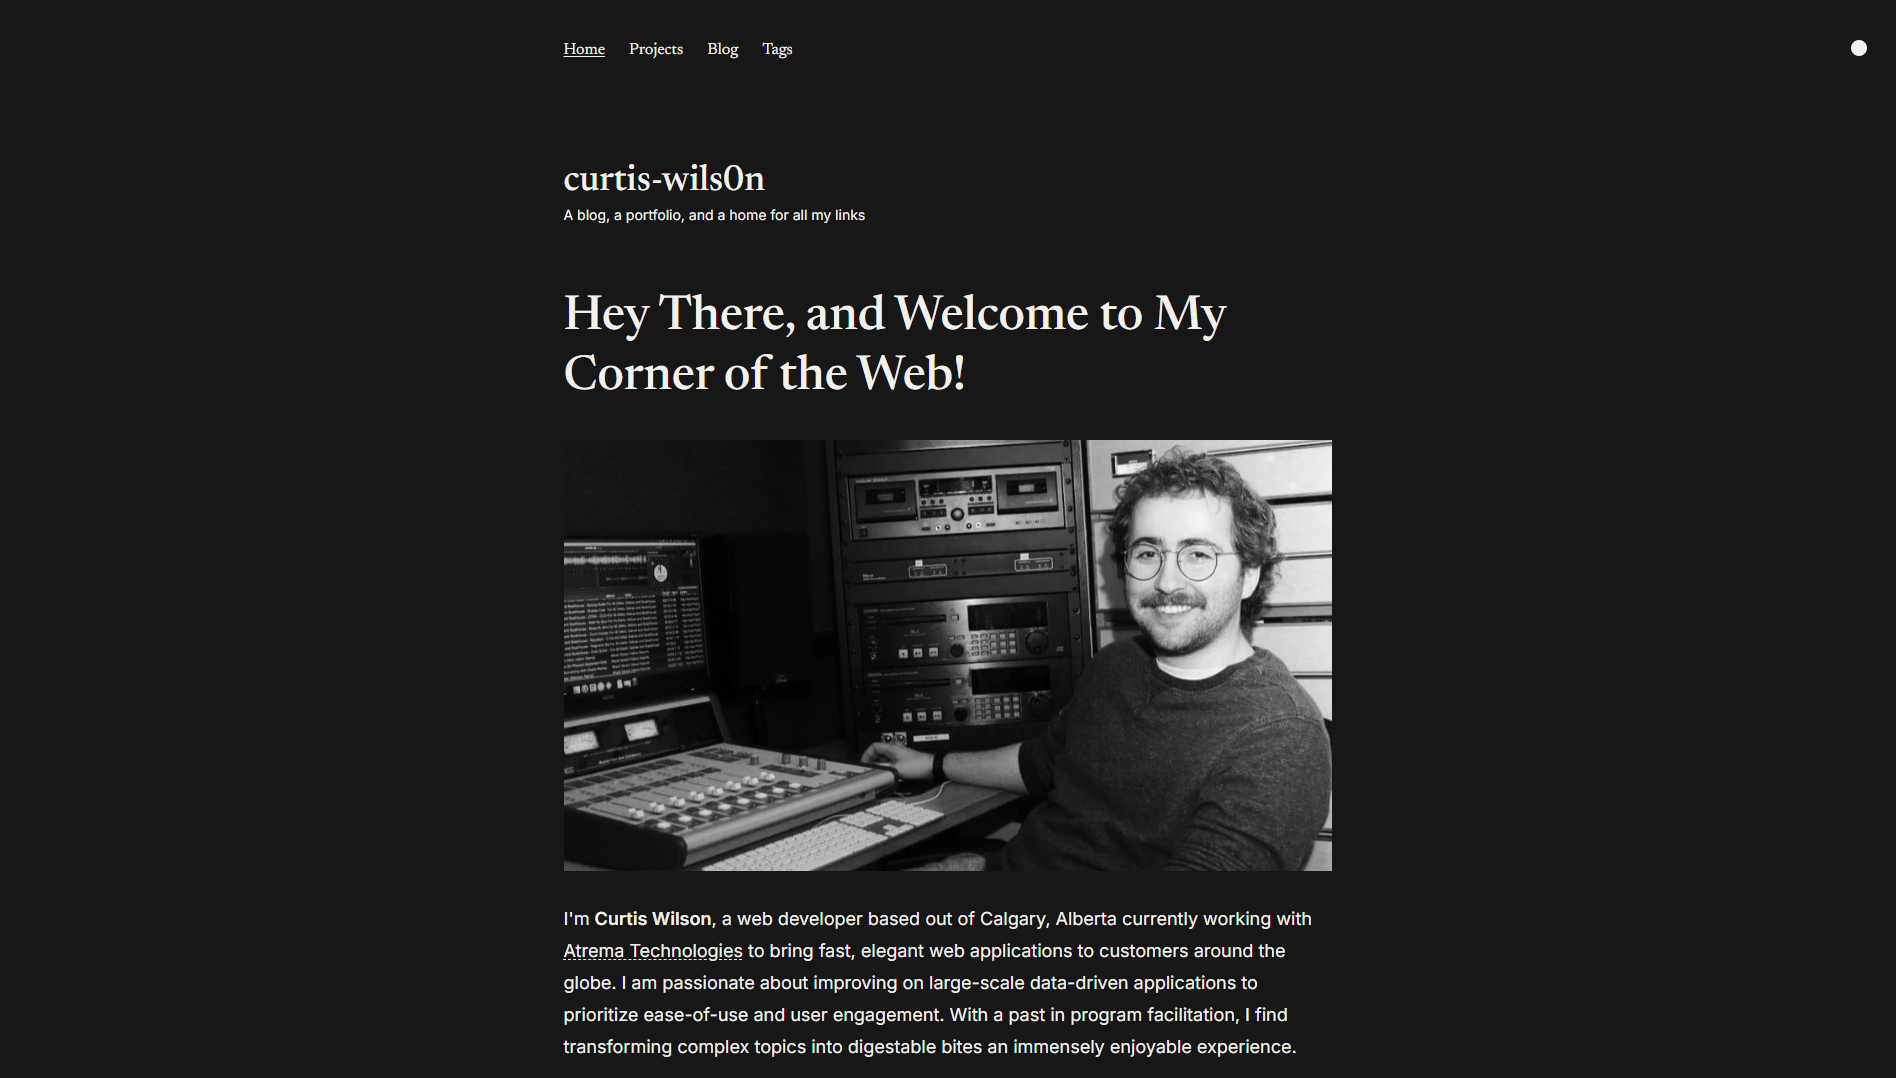 Home Projects Blog Tags
curtis-wils0n
A blog, a portfolio, and a home for all my links
Hey There, and Welcome to My
Corner of the Web!
I'm Curtis Wilson, a web developer based out of Calgary, Alberta currently working with
Atrema Technologies to bring fast, elegant web applications to customers around the
globe. I am passionate about improving on large-scale data-driven applications to
prioritize ease-of-use and user engagement. With a past in program facilitation, I find
transforming complex topics into digestable bites an immensely enjoyable experience.